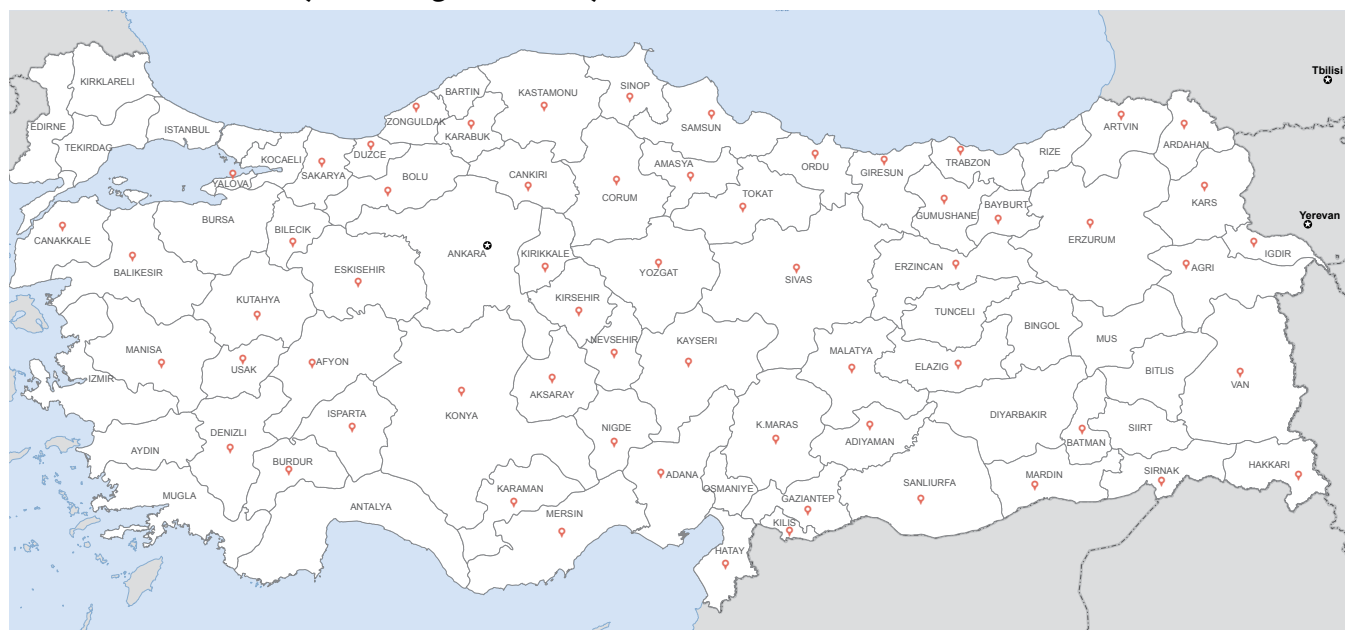 Tbilisi
KIRKLARELI
BARTIN
KASTAMONU
SINOP
ZONGULDAK
KARABUK
SAMSUN
ARTVIN
EDIRNE
ISTANBUL
TEKIRDAG
KOCAELI
DUZCE
SAKARYA
BOLU
YALOVA
CANKIRI
AMASYA
CORUM
TOKAT
ORDU
GIRESUN
TRABZON
RIZE
ARDAHAN
KARS
GUMUSHANE
BAYBURT
Yerevan
CANAKKALE
BURSA
BILECIK
BALIKESIR
ESKISEHIR
ANKARA
KIRIKKALE
YOZGAT
SIVAS
ERZINCAN
ERZURUM
AGRI
IGDIR
KUTAHYA
KIRSEHIR
TUNCELI
BINGOL
MUS
MANISA
USAK
AFYON
NEVSEHIR
KAYSERI
MALATYA
ELAZIG
BITLIS
VAN
IZMIR
AKSARAY
KONYA
ISPARTA
DENIZLI
NIGDE
K.MARAS
ADIYAMAN
DIYARBAKIR
BATMAN
SIIRT
AYDIN
BURDUR
MUGLA
ANTALYA
KARAMAN
MERSIN
ADANA
OSMANIYE
GAZIANTEP
KILIS
SANLIURFA
MARDIN
SIRNAK
HAKKARI
HATAY